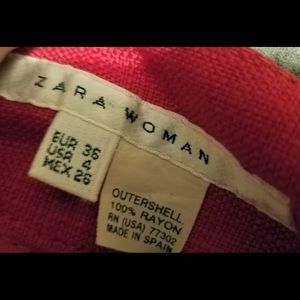 ZARA WOMAN
EUR 36
USA 4
MEX 26
OUTERSHELL
100% RAYON
RN (USA) 77302
MADE IN SPAIN